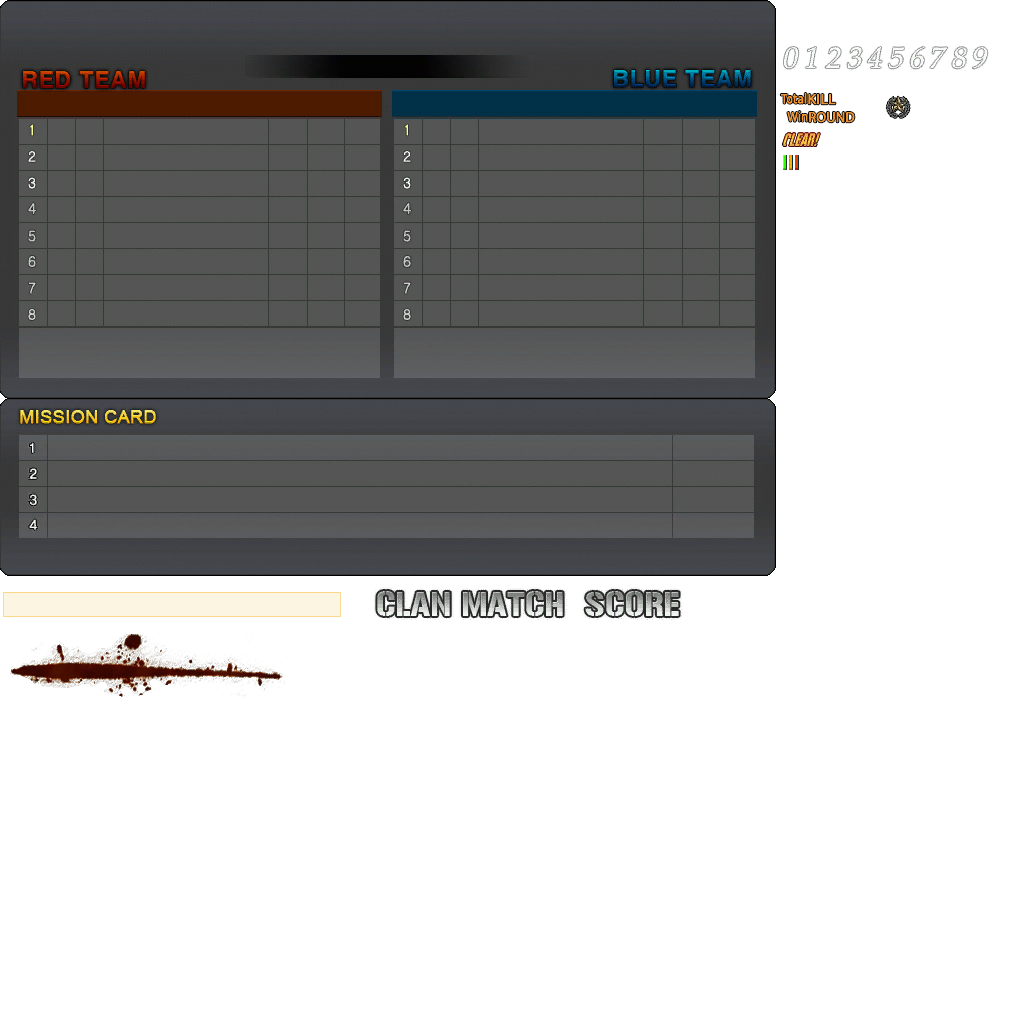 0123456789
RED TEAM
BLUE TEAM
TotalKILL
WinROUND
CLEAR!
1 1
2 2
3 3
4 4
5 5
6 6
7 7
8 8
MISSION CARD
1
2
3
4
CLAN MATCH SCORE